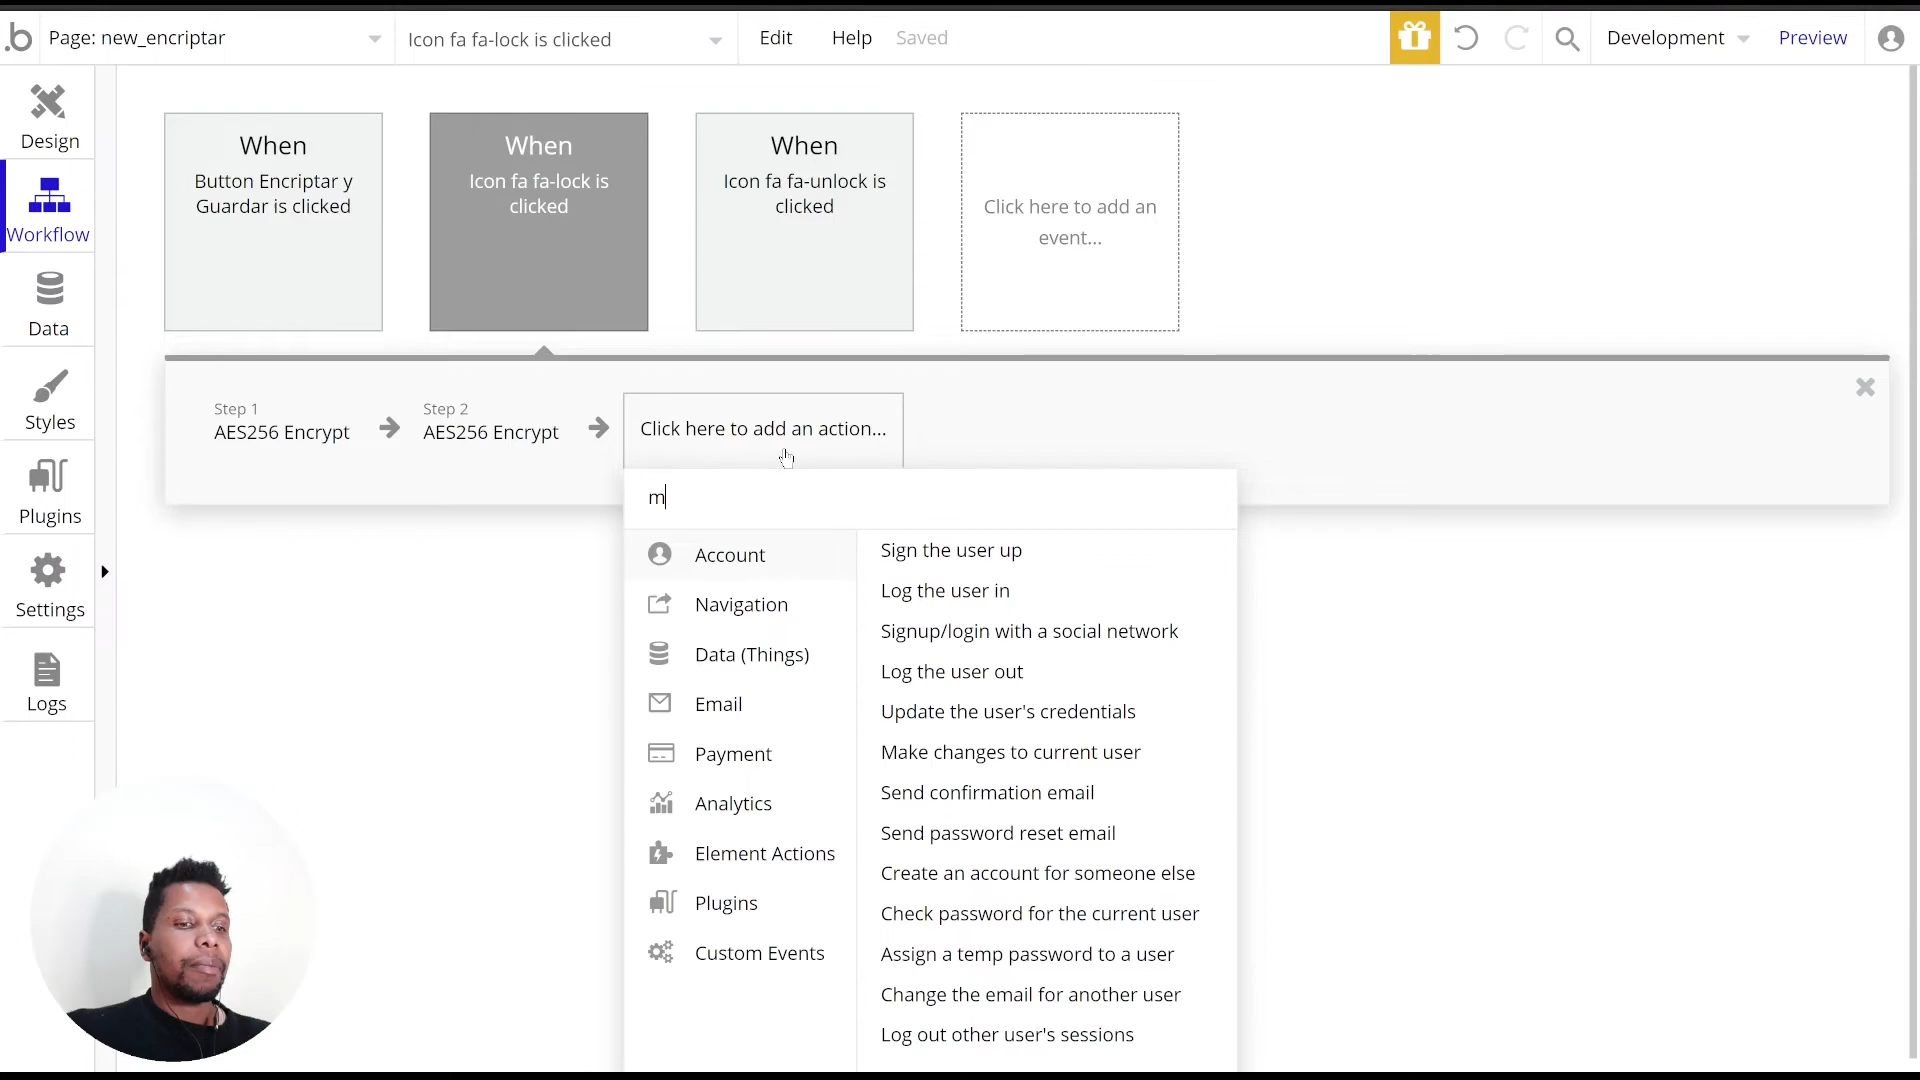 .b
Page: new_encriptar
Icon fa fa-lock is clicked
Edit
Help
Saved
Development
Preview
Design
Workflow
Data
Styles
Plugins
Settings
Logs
When
Button Encriptar y
Guardar is clicked
When
Icon fa fa-lock is
clicked
When
Icon fa fa-unlock is
clicked
Click here to add an
event...
Step 1
AES256 Encrypt
Step 2
AES256 Encrypt
Click here to add an action...
m
Account
Navigation
Data (Things)
Email
Payment
Analytics
Element Actions
Plugins
Custom Events
Sign the user up
Log the user in
Signup/login with a social network
Log the user out
Update the user's credentials
Make changes to current user
Send confirmation email
Send password reset email
Create an account for someone else
Check password for the current user
Assign a temp password to a user
Change the email for another user
Log out other user's sessions